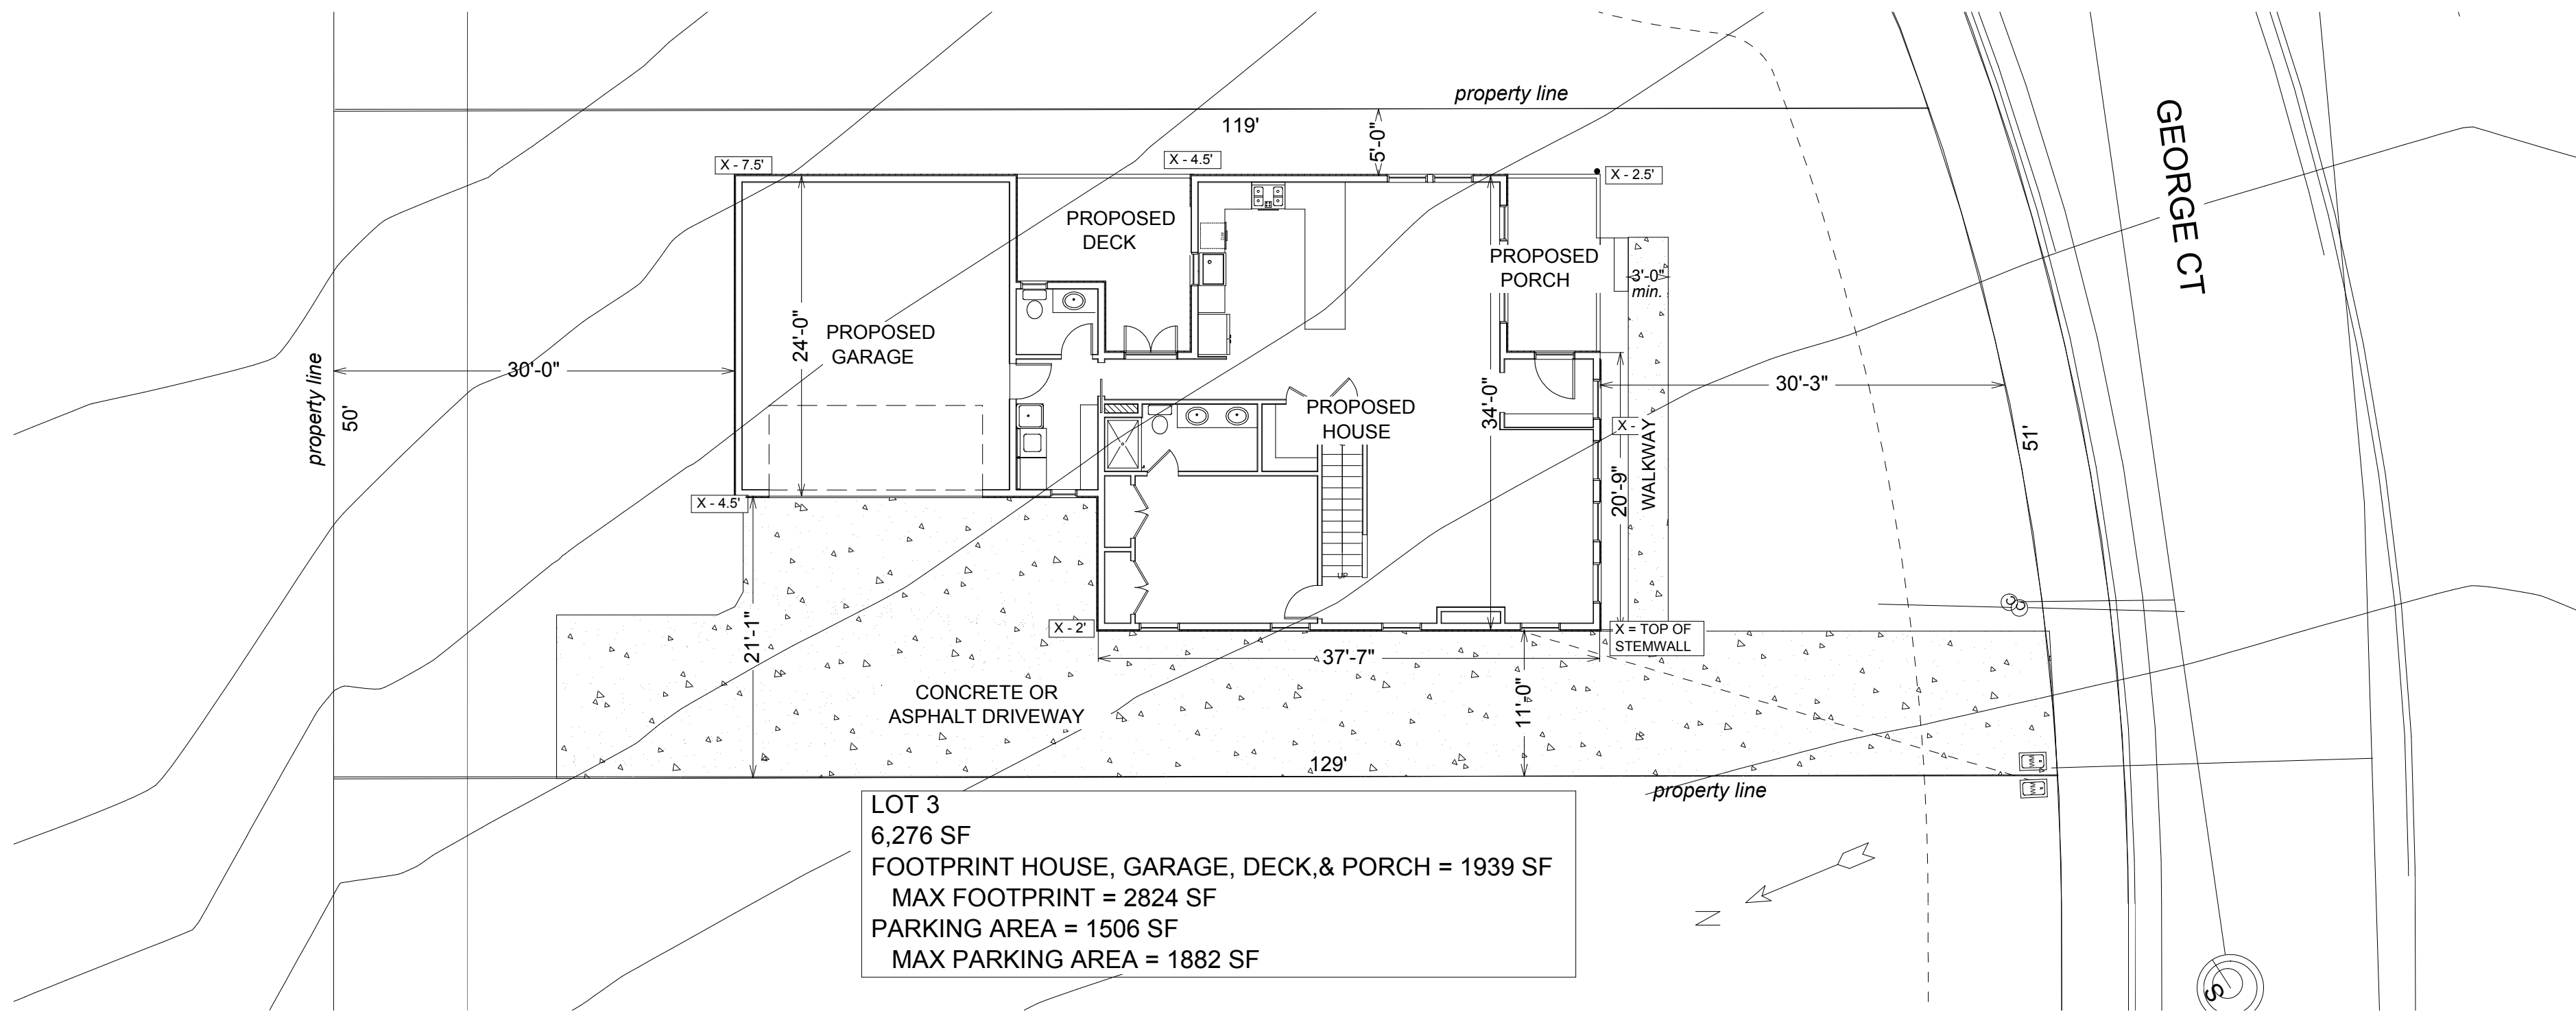 property line
119'
5'-0"
GEORGE CT
X - 7.5'
X - 4.5'
X - 2.5'
PROPOSED
DECK
PROPOSED
PORCH
3'-0"
min.
24'-0"
PROPOSED
GARAGE
property line
50'
30'-0"
30'-3"
34'-0"
PROPOSED
HOUSE
X -
WALKWAY
20'-9"
51'
X - 4.5'
UP
X - 2'
21'-1"
X = TOP OF
STEMWALL
37'-7"
11'-0"
CONCRETE OR
ASPHALT DRIVEWAY
129'
WM
WM
property line
LOT 3
6,276 SF
FOOTPRINT HOUSE, GARAGE, DECK,& PORCH = 1939 SF
MAX FOOTPRINT = 2824 SF
PARKING AREA = 1506 SF
MAX PARKING AREA = 1882 SF
N
S